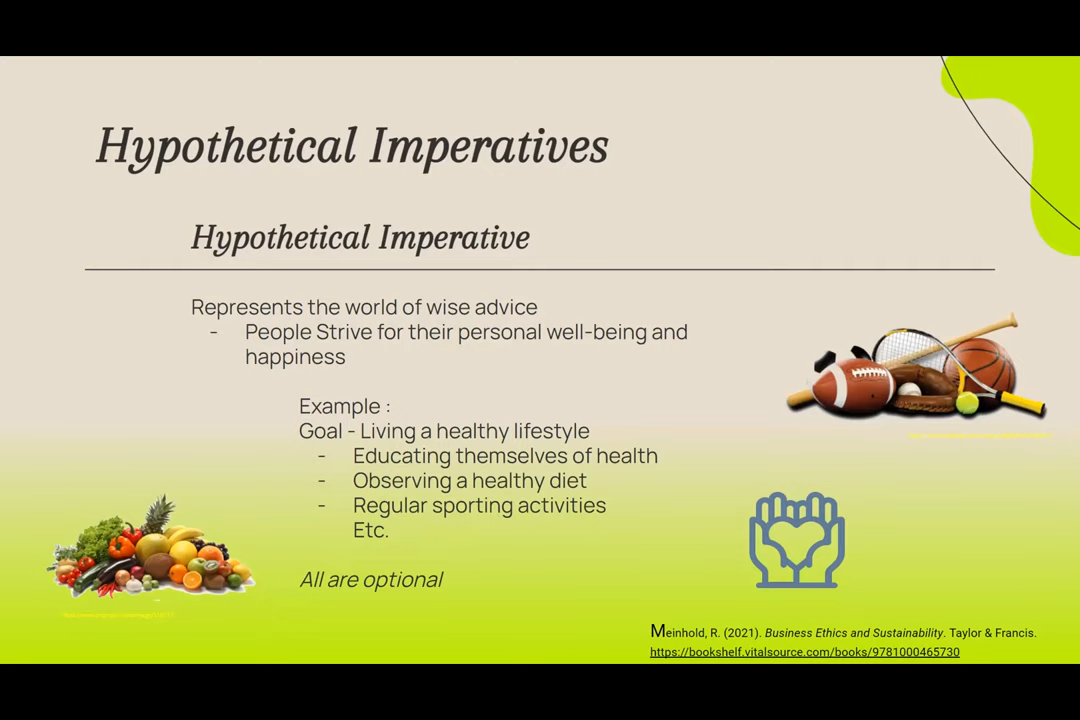 Hypothetical Imperatives
Hypothetical Imperative
Represents the world of wise advice
- People Strive for their personal well-being and
happiness
Example :
Goal - Living a healthy lifestyle
- Educating themselves of health
- Observing a healthy diet
- Regular sporting activities
Etc.
All are optional
Meinhold, R. (2021). Business Ethics and Sustainability. Taylor & Francis.
https://bookshelf.vitalsource.com/books/9781000465730